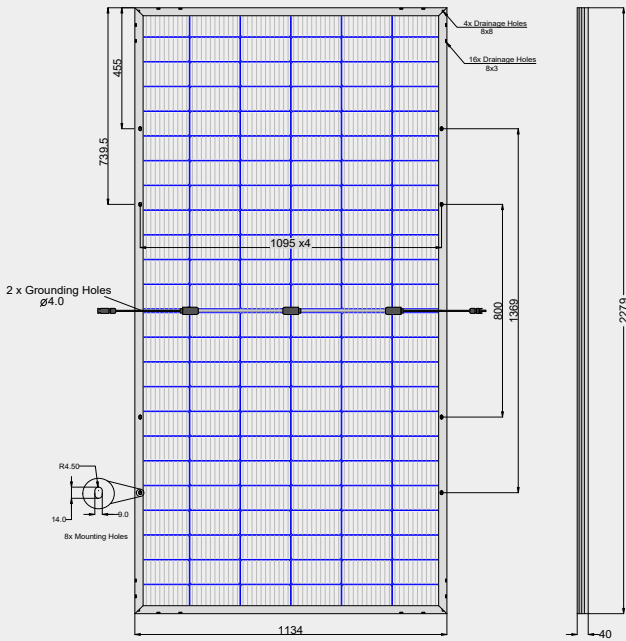 4x Drainage Holes
8x8
16x Drainage Holes
8x3
455
739.5
1095 x4
2 x Grounding Holes
ø4.0
800
1369
2279
R4.50
14.0
9.0
8x Mounting Holes
1134
40